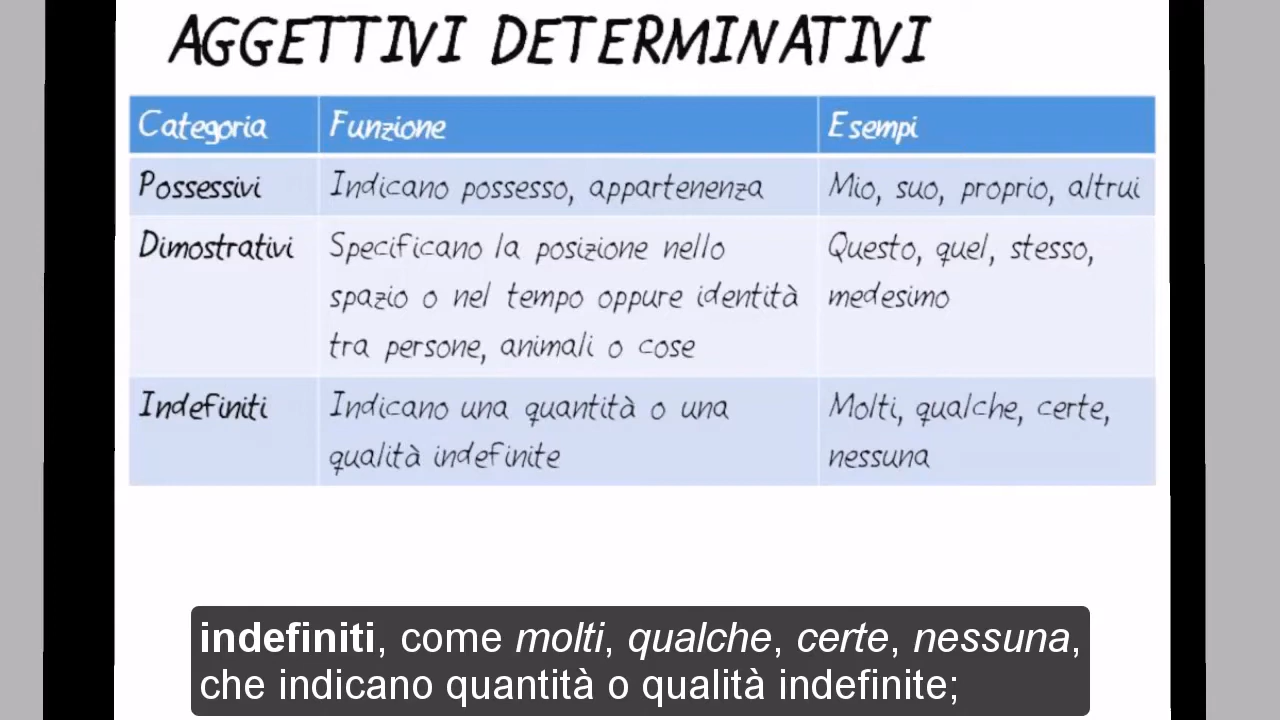 AGGETTIVI DETERMINATIVI
Categoria Funzione Esempi
Possessivi Indicano possesso, appartenenza Mio, suo, proprio, altrui
Dimostrativi Specificano la posizione nello Questo, quel, stesso,
spazio o nel tempo oppure identità medesimo
tra persone, animali o cose
Indefiniti Indicano una quantità o una Molti, qualche, certe,
qualità indefinite nessuna
indefiniti, come molti, qualche, certe, nessuna,
che indicano quantità o qualità indefinite;